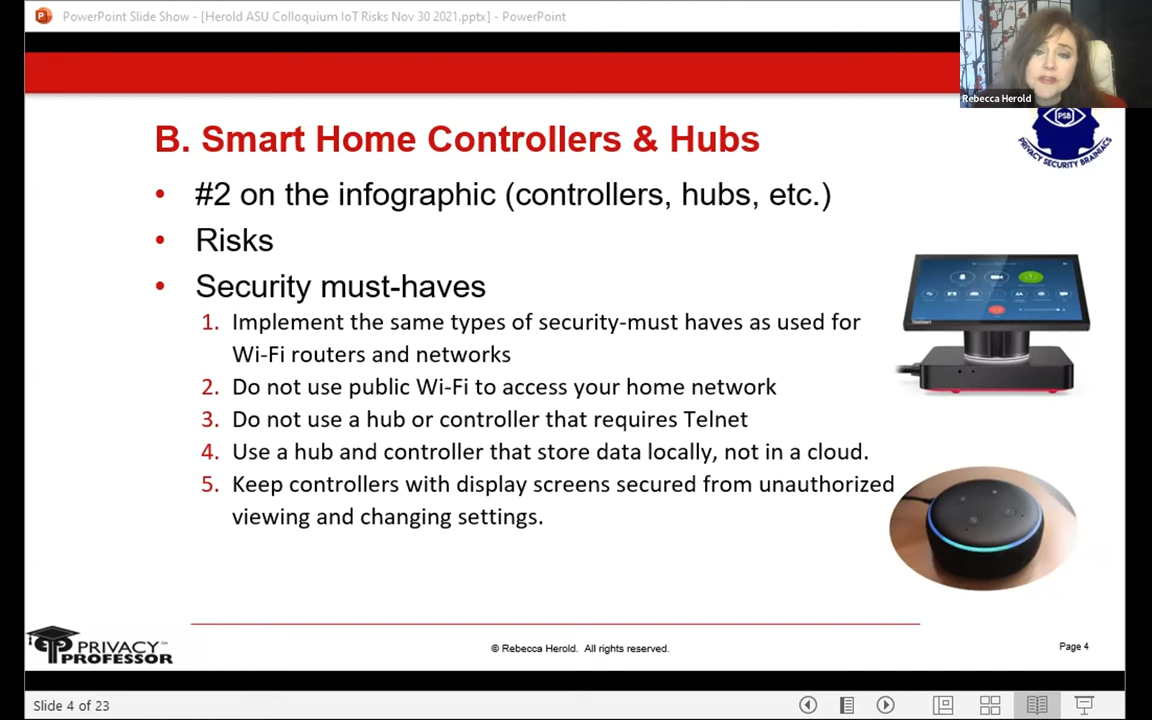 PowerPoint Slide Show - [Herold ASU Colloquium IoT Risks Nov 30 2021.pptx] - PowerPoint
Rebecca Herold
PSB
PRIVACY SECURITY BRAINIACS
B. Smart Home Controllers & Hubs
• #2 on the infographic (controllers, hubs, etc.)
• Risks
• Security must-haves
1. Implement the same types of security-must haves as used for
Wi-Fi routers and networks
2. Do not use public Wi-Fi to access your home network
3. Do not use a hub or controller that requires Telnet
4. Use a hub and controller that store data locally, not in a cloud.
5. Keep controllers with display screens secured from unauthorized
viewing and changing settings.
PRIVACY
PROFESSOR
© Rebecca Herold. All rights reserved.
Page 4
Slide 4 of 23